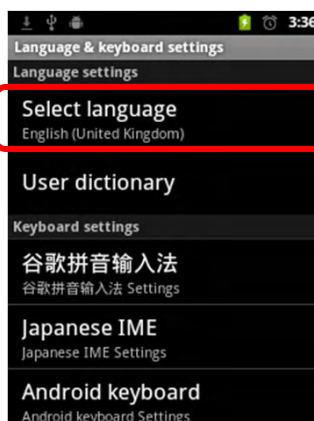 3:36
Language & keyboard settings
Language settings
Select language
English (United Kingdom)
User dictionary
Keyboard settings
谷歌拼音输入法
谷歌拼音输入法 Settings
Japanese IME
Japanese IME Settings
Android keyboard
Android keyboard Settings